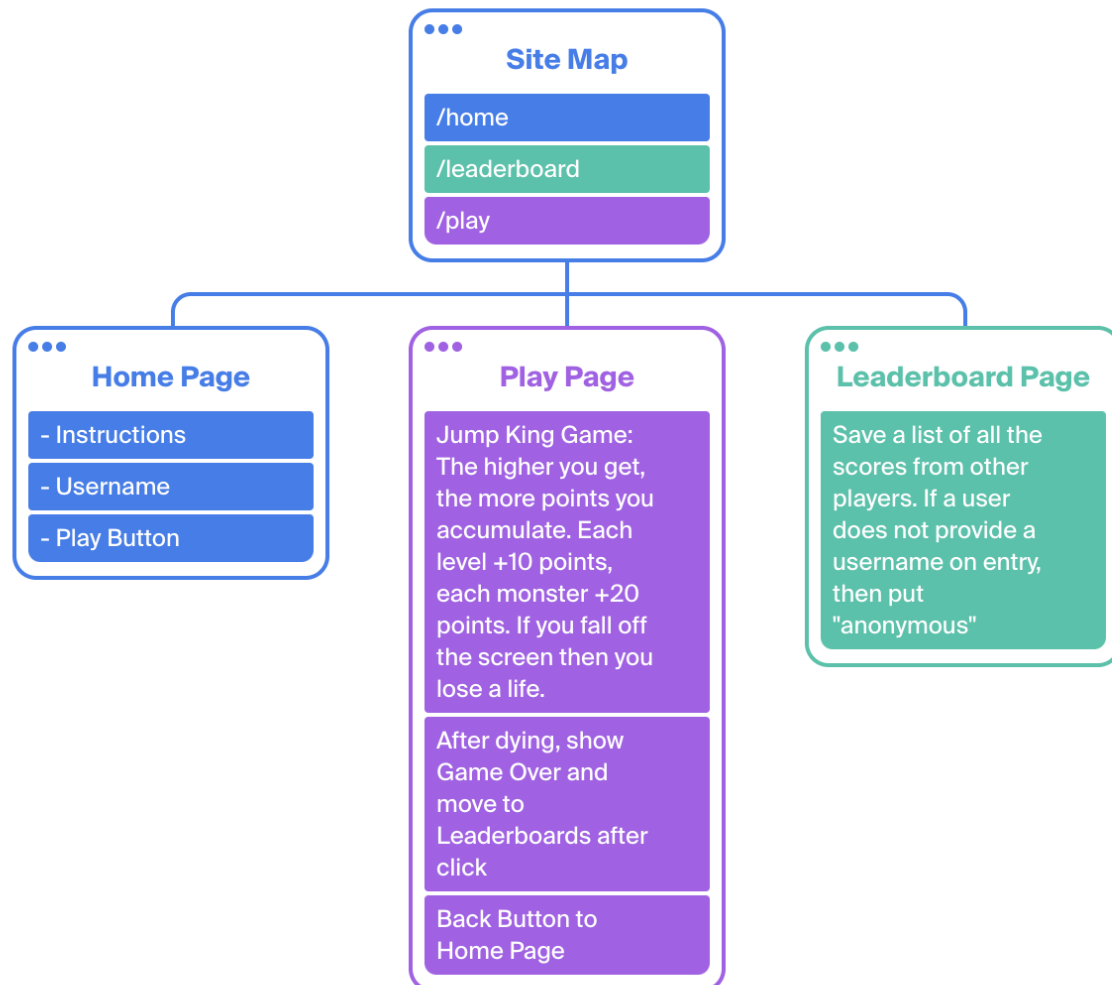 Site Map
/home
/leaderboard
/play
Home Page
- Instructions
- Username
- Play Button
Play Page
Jump King Game:
The higher you get,
the more points you
accumulate. Each
level +10 points,
each monster +20
points. If you fall off
the screen then you
lose a life.
After dying, show
Game Over and
move to
Leaderboards after
click
Back Button to
Home Page
Leaderboard Page
Save a list of all the
scores from other
players. If a user
does not provide a
username on entry,
then put
"anonymous"